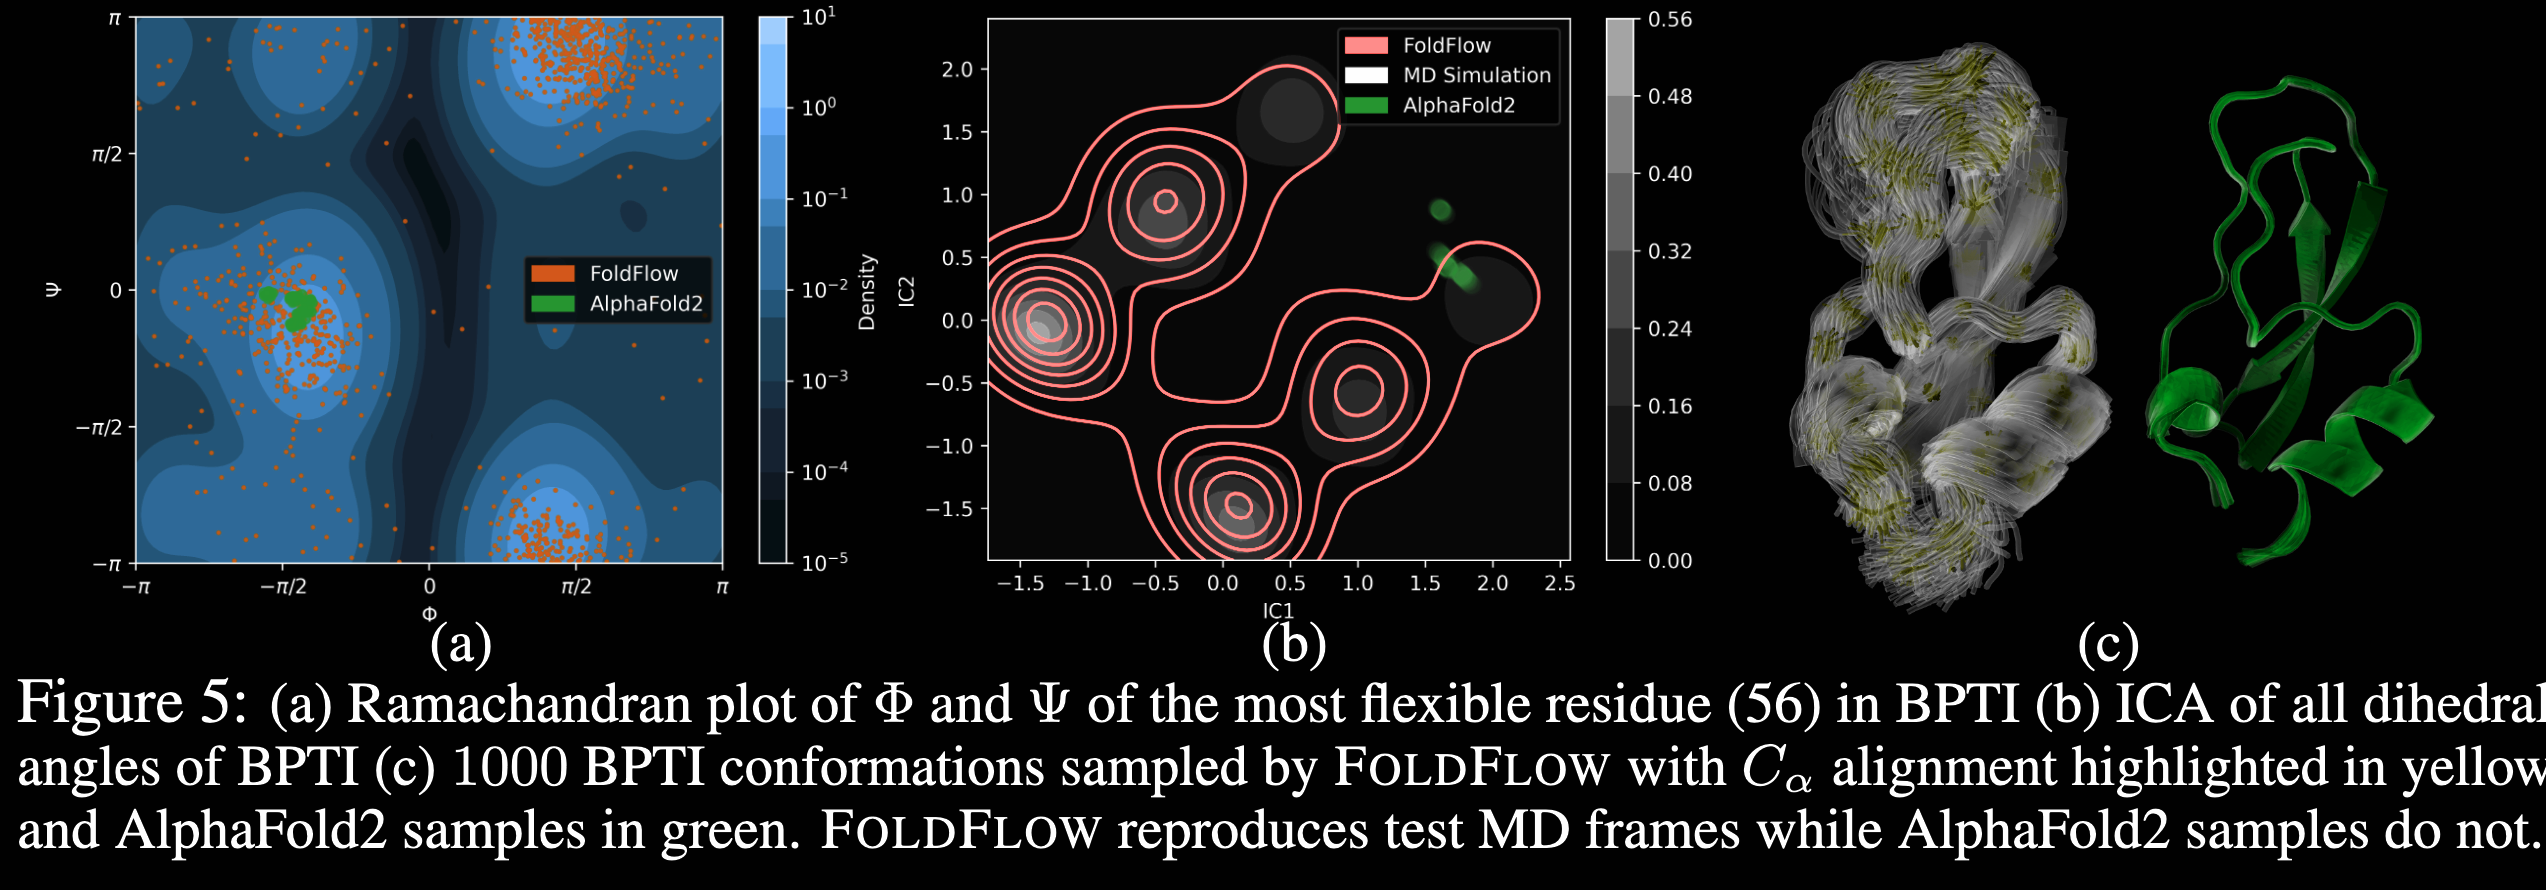 π
π/2
0
−π/2
−π
Ψ
−π
−π/2
0
π/2
π
Φ
FoldFlow
AlphaFold2
10¹
10⁰
10⁻¹
10⁻²
10⁻³
10⁻⁴
10⁻⁵
Density
(a)
2.0
1.5
1.0
0.5
0.0
−0.5
−1.0
−1.5
IC2
−1.5
−1.0
−0.5
0.0
0.5
1.0
1.5
2.0
2.5
IC1
FoldFlow
MD Simulation
AlphaFold2
0.56
0.48
0.40
0.32
0.24
0.16
0.08
0.00
(b)
(c)
Figure 5: (a) Ramachandran plot of Φ and Ψ of the most flexible residue (56) in BPTI (b) ICA of all dihedral
angles of BPTI (c) 1000 BPTI conformations sampled by FOLDFLOW with Cα alignment highlighted in yellow
and AlphaFold2 samples in green. FOLDFLOW reproduces test MD frames while AlphaFold2 samples do not.